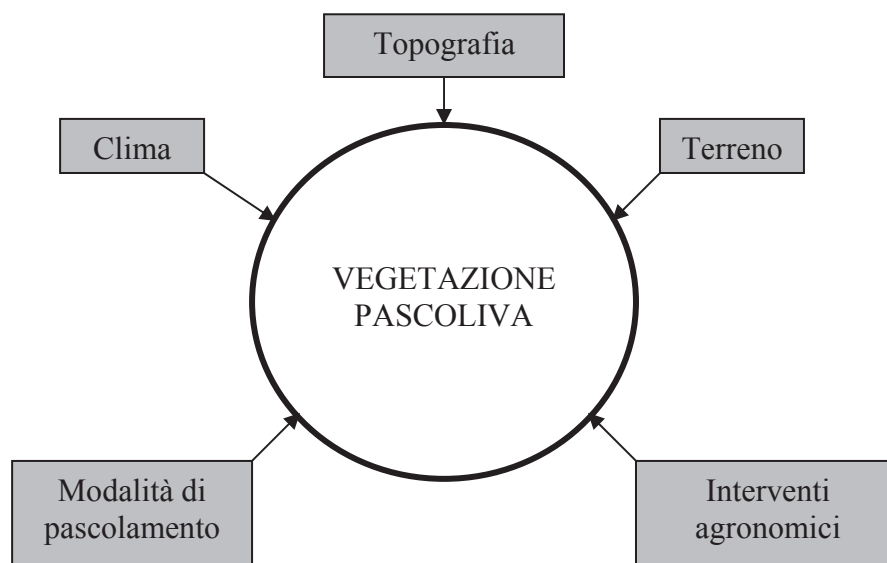 Topografia
Clima
Terreno
VEGETAZIONE
PASCOLIVA
Modalità di
pascolamento
Interventi
agronomici